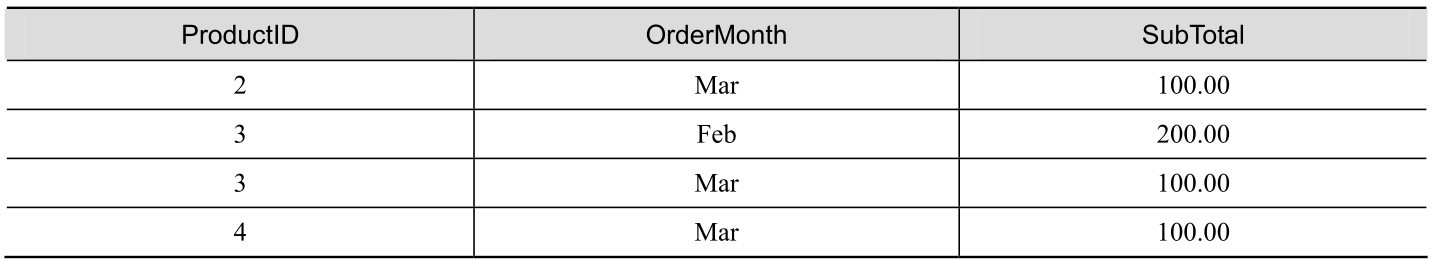 ProductID OrderMonth SubTotal
2 Mar 100.00
3 Feb 200.00
3 Mar 100.00
4 Mar 100.00